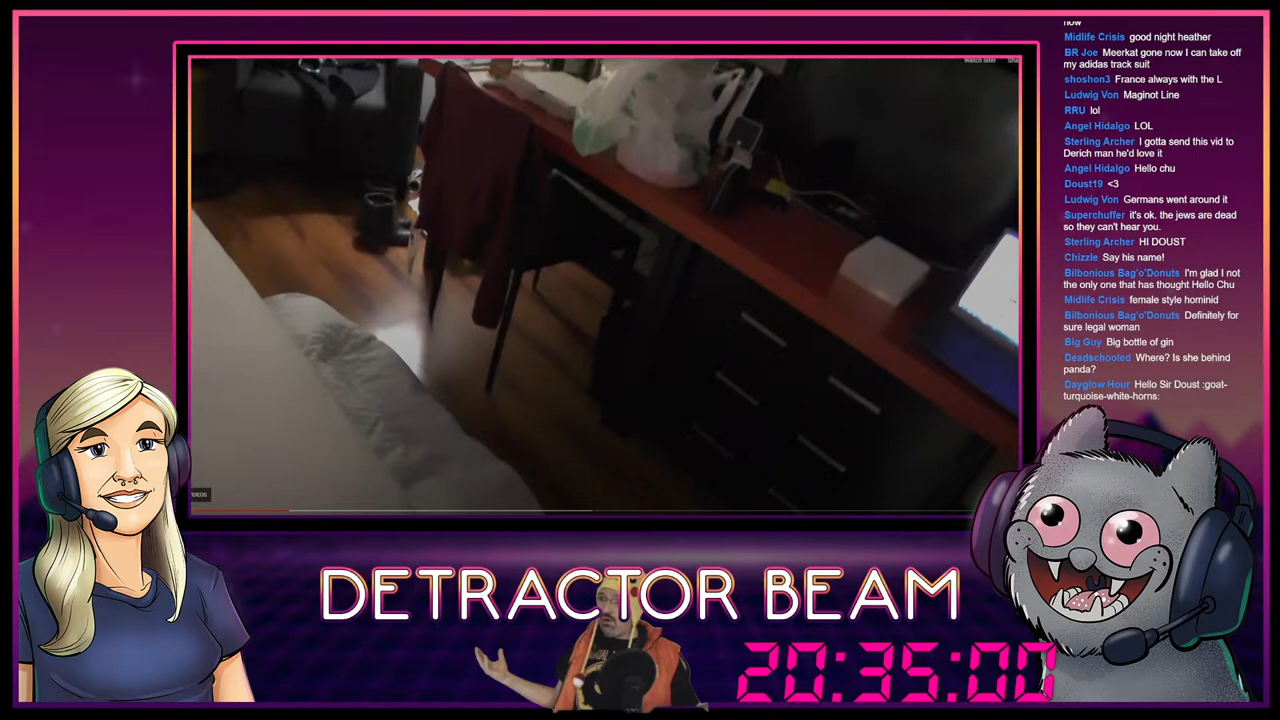 Watch later
now
Midlife Crisis good night heather
BR Joe Meerkat gone now I can take off
my adidas track suit
shoshon3 France always with the L
Ludwig Von Maginot Line
RRU lol
Angel Hidalgo LOL
Sterling Archer I gotta send this vid to
Derich man he'd love it
Angel Hidalgo Hello chu
Doust19 <3
Ludwig Von Germans went around it
Superchuffer it's ok. the jews are dead
so they can't hear you.
Sterling Archer HI DOUST
Chizzle Say his name!
Bilbonious Bag'o'Donuts I'm glad I not
the only one that has thought Hello Chu
Midlife Crisis female style hominid
Bilbonious Bag'o'Donuts Definitely for
sure legal woman
Big Guy Big bottle of gin
Deadschooled Where? Is she behind
panda?
Dayglow Hour Hello Sir Doust :goat-
turquoise-white-horns:
DETRACTOR BEAM
20:35:00